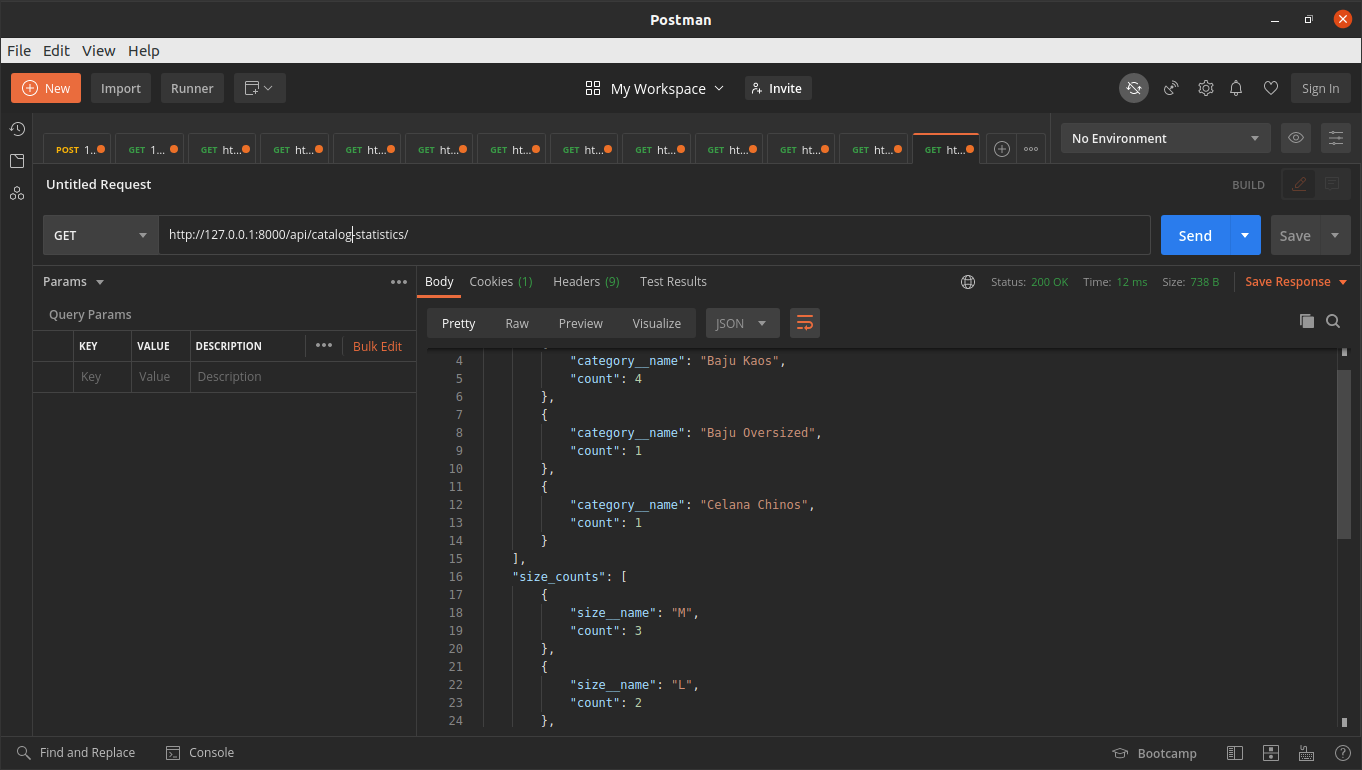 Postman
File Edit View Help
New Import Runner My Workspace Invite Sign In
POST 1.. GET 1... GET ht... GET ht... GET ht... GET ht... GET ht... GET ht... GET ht... GET ht... GET ht... GET ht... GET ht... No Environment
Untitled Request BUILD
GET http://127.0.0.1:8000/api/catalog-statistics/ Send Save
Params Body Cookies (1) Headers (9) Test Results Status: 200 OK Time: 12 ms Size: 738 B Save Response
Query Params Pretty Raw Preview Visualize JSON
KEY VALUE DESCRIPTION Bulk Edit
Key Value Description
4 "category__name": "Baju Kaos",
5 "count": 4
6 },
7 {
8 "category__name": "Baju Oversized",
9 "count": 1
10 },
11 {
12 "category__name": "Celana Chinos",
13 "count": 1
14 }
15 ],
16 "size_counts": [
17 {
18 "size__name": "M",
19 "count": 3
20 },
21 {
22 "size__name": "L",
23 "count": 2
24 },
Find and Replace Console Bootcamp